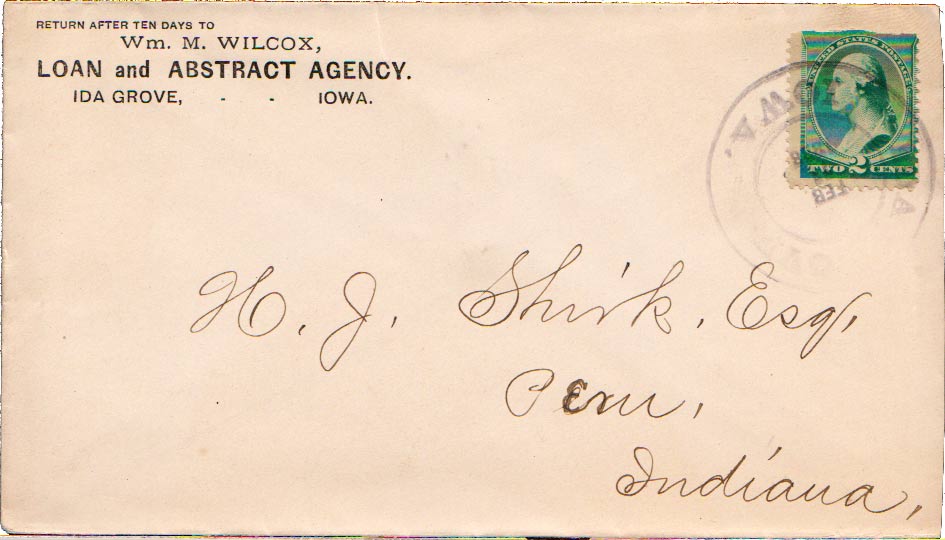 RETURN AFTER TEN DAYS TO
Wm. M. WILCOX,
LOAN and ABSTRACT AGENCY.
IDA GROVE, - - IOWA.
UNITED STATES POSTAGE
TWO 2 CENTS
IOWA.
FEB
H. J. Shirk, Esq,
Peru,
Indiana,